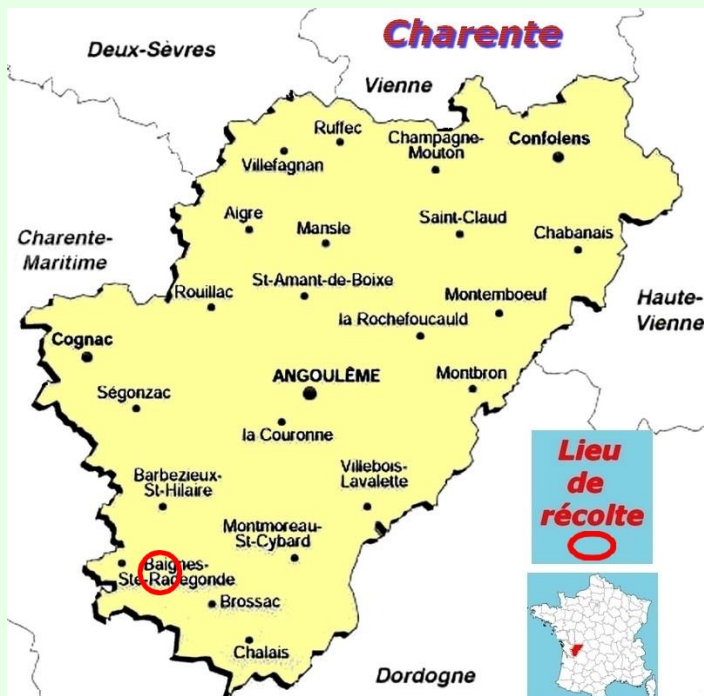 Charente
Deux-Sèvres
Vienne
Ruffec
Champagne-
Mouton
Confolens
Villefagnan
Aigre
Mansle
Saint-Claud
Chabanais
Charente-
Maritime
Rouillac
St-Amant-de-Boixe
Montemboeuf
Haute-
Vienne
la Rochefoucauld
Cognac
ANGOULÊME
Montbron
Ségonzac
la Couronne
Lieu
de
récolte
Barbezieux-
St-Hilaire
Villebois-
Lavalette
Montmoreau-
St-Cybard
Baignes-
Ste-Radegonde
Brossac
Chalais
Dordogne